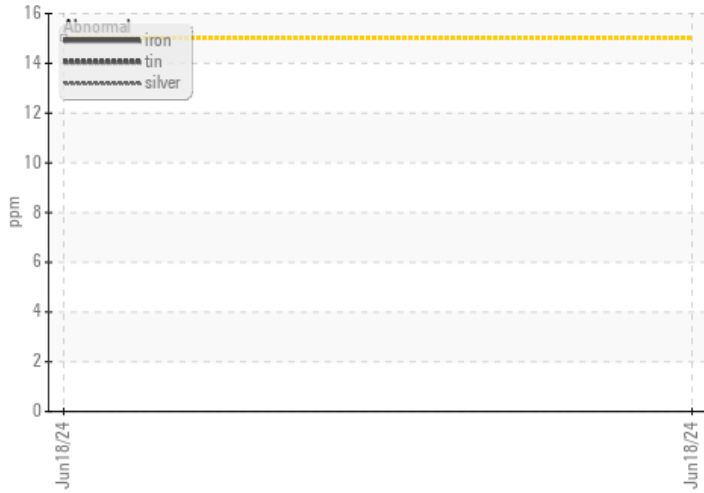 16
14
12
10
8
6
4
2
0
ppm
Abnormal
iron
tin
silver
Jun18/24
Jun18/24